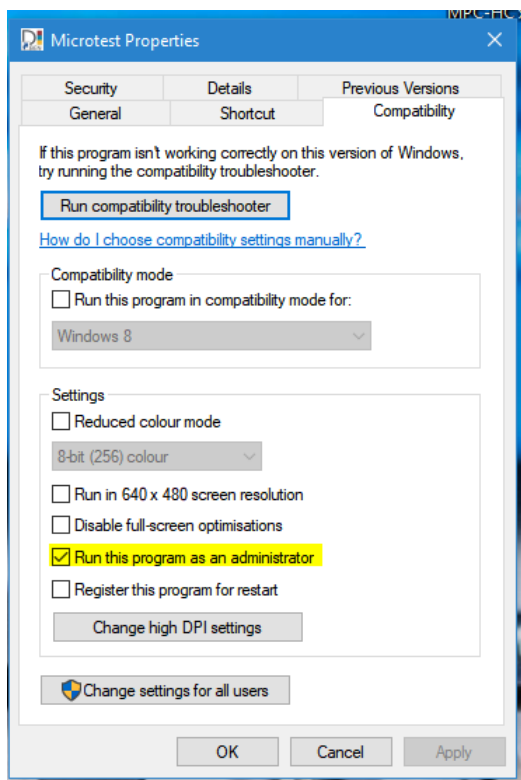 MPC-HC
Microtest Properties
Security Details Previous Versions
General Shortcut Compatibility
If this program isn't working correctly on this version of Windows,
try running the compatibility troubleshooter.
Run compatibility troubleshooter
How do I choose compatibility settings manually?
Compatibility mode
Run this program in compatibility mode for:
Windows 8
Settings
Reduced colour mode
8-bit (256) colour
Run in 640 x 480 screen resolution
Disable full-screen optimisations
Run this program as an administrator
Register this program for restart
Change high DPI settings
Change settings for all users
OK Cancel Apply